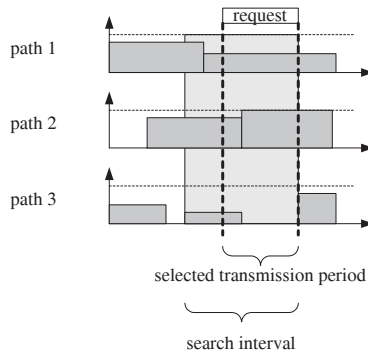 request
path 1
path 2
path 3
selected transmission period
search interval